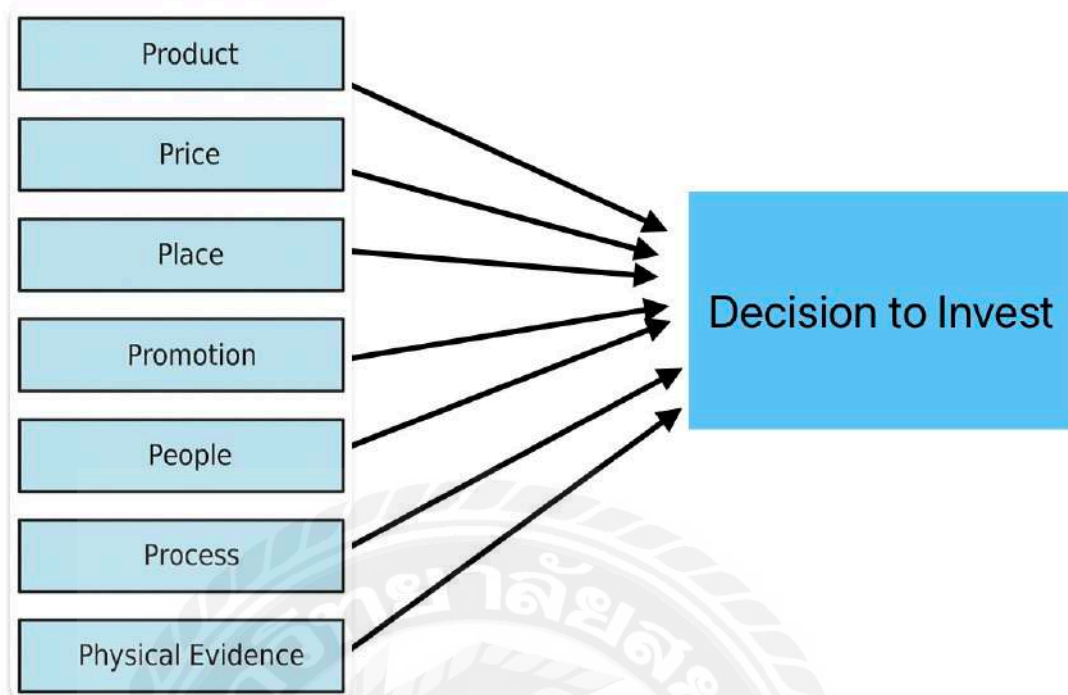 Product
Price
Place
Promotion
People
Process
Physical Evidence
Decision to Invest